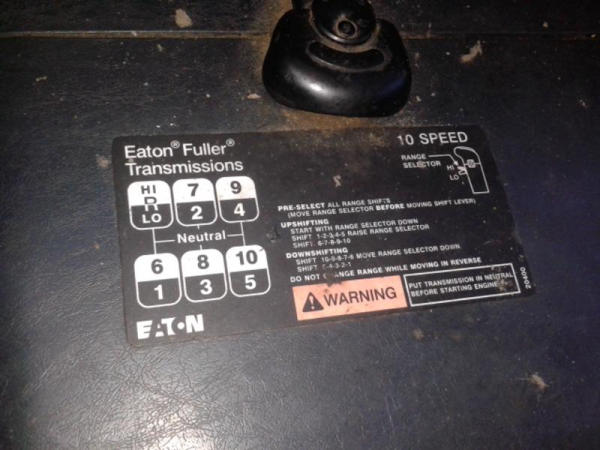 Eaton® Fuller®
Transmissions
10 SPEED
RANGE
SELECTOR
HI
LO
HI 7 9
R
LO 2 4
Neutral
6 8 10
1 3 5
PRE-SELECT ALL RANGE SHIFTS
(MOVE RANGE SELECTOR BEFORE MOVING SHIFT LEVER)
UPSHIFTING
START WITH RANGE SELECTOR DOWN
SHIFT 1-2-3-4-5 RAISE RANGE SELECTOR
SHIFT 6-7-8-9-10
DOWNSHIFTING
SHIFT 10-9-8-7-6 MOVE RANGE SELECTOR DOWN
SHIFT 5-4-3-2-1
DO NOT CHANGE RANGE WHILE MOVING IN REVERSE
WARNING
PUT TRANSMISSION IN NEUTRAL
BEFORE STARTING ENGINE
20400
EATON